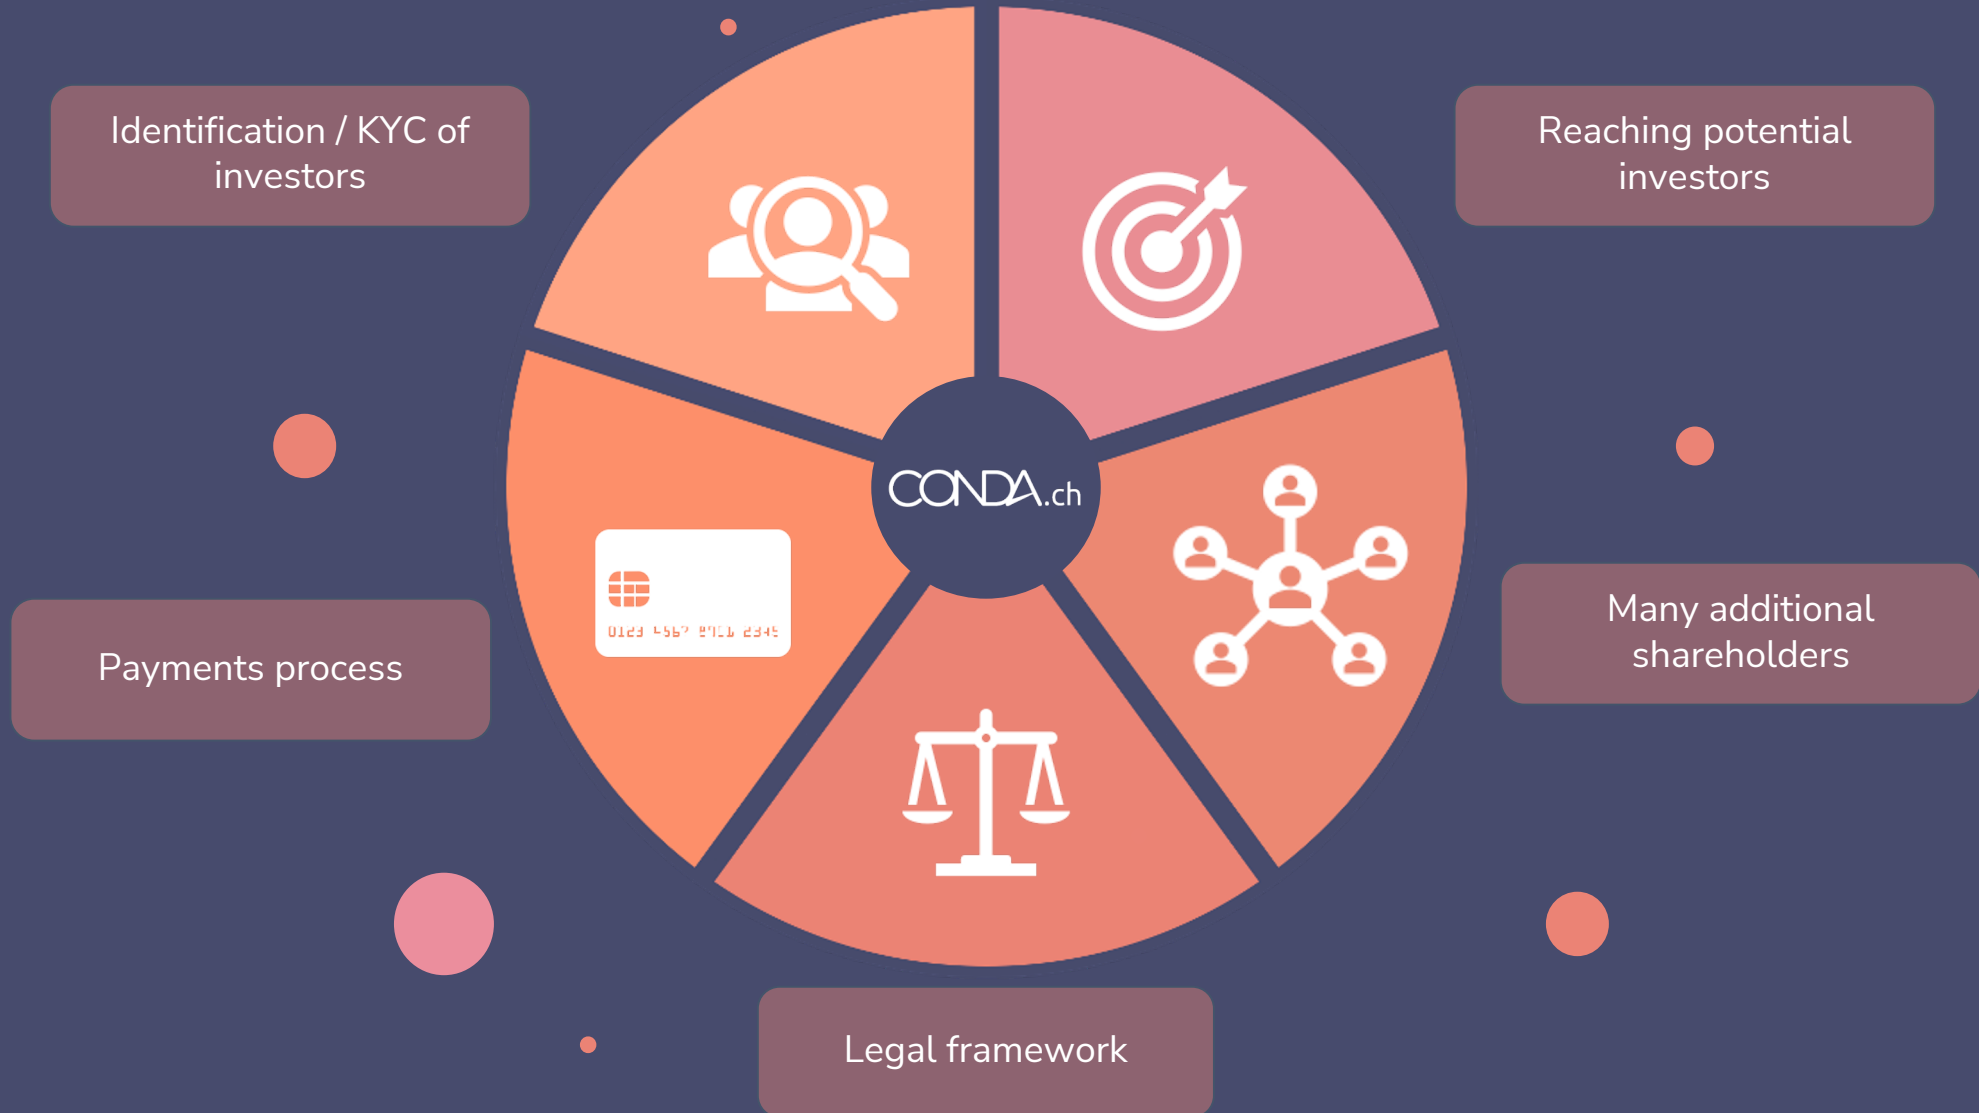 Identification / KYC of
investors
Reaching potential
investors
CONDA.ch
Payments process
Many additional
shareholders
Legal framework